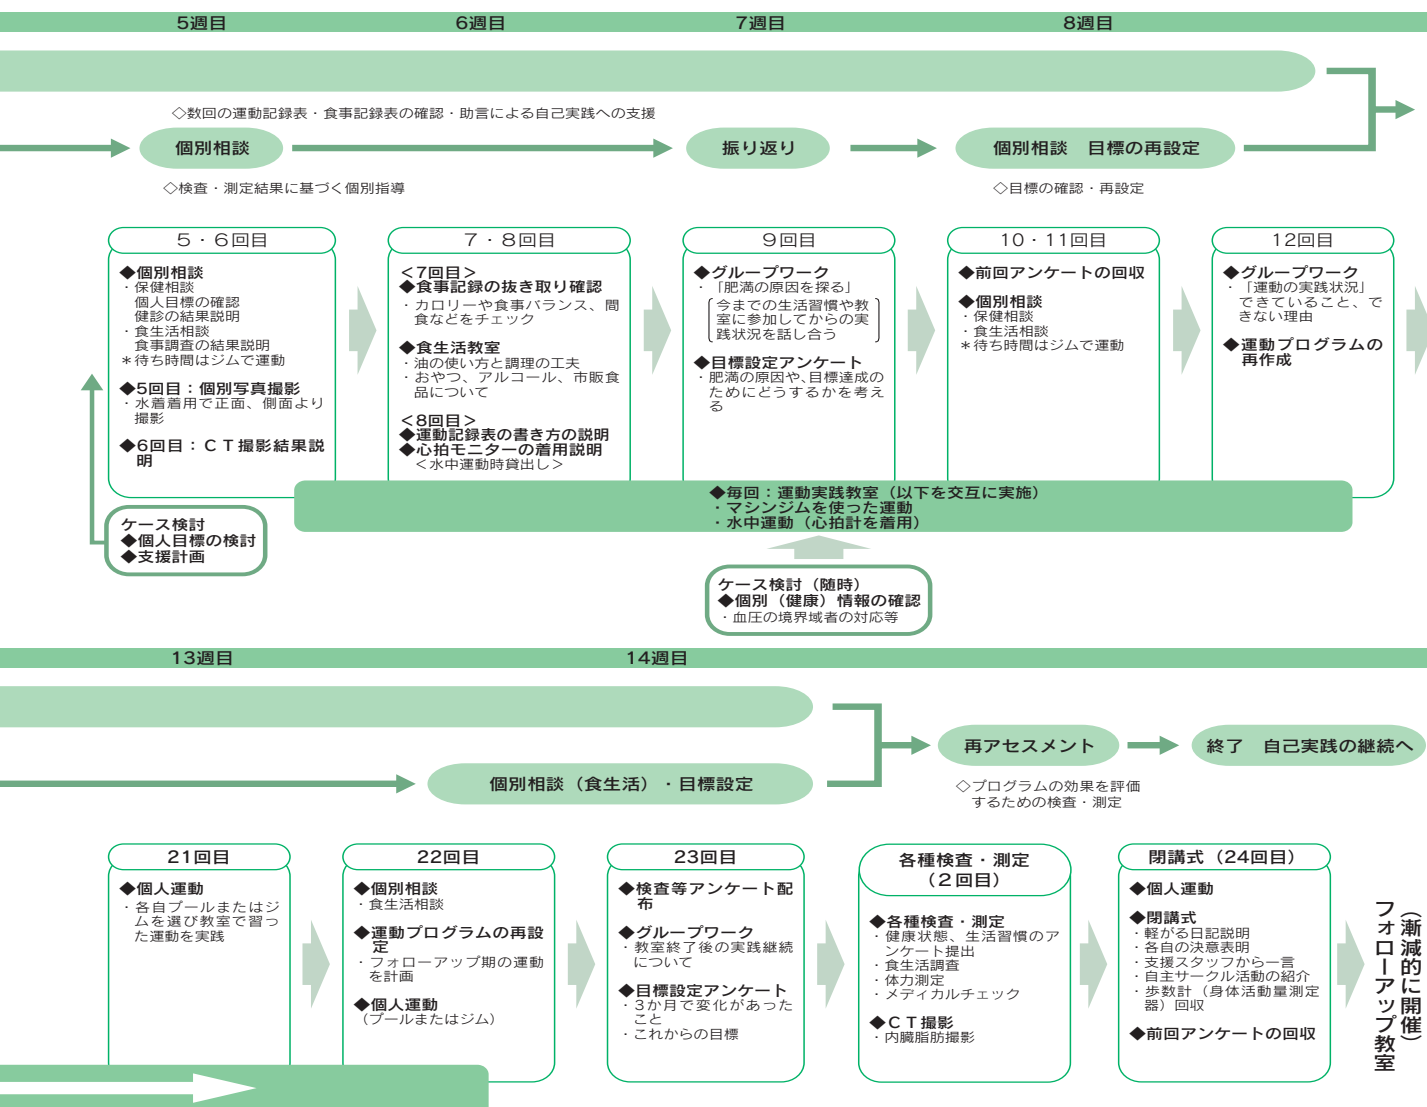 5週目
6週目
7週目
8週目
◇数回の運動記録表・食事記録表の確認・助言による自己実践への支援
個別相談
振り返り
個別相談　目標の再設定
◇検査・測定結果に基づく個別指導
◇目標の確認・再設定
5・6回目
◆個別相談
・保健相談
個人目標の確認
健診の結果説明
・食生活相談
食事調査の結果説明
＊待ち時間はジムで運動
◆5回目：個別写真撮影
・水着着用で正面、側面より
撮影
◆6回目：ＣＴ撮影結果説
明
7・8回目
＜7回目＞
◆食事記録の抜き取り確認
・カロリーや食事バランス、間
食などをチェック
◆食生活教室
・油の使い方と調理の工夫
・おやつ、アルコール、市販食
品について
＜8回目＞
◆運動記録表の書き方の説明
◆心拍モニターの着用説明
＜水中運動時貸出し＞
9回目
◆グループワーク
・「肥満の原因を探る」
今までの生活習慣や教
室に参加してからの実
践状況を話し合う
◆目標設定アンケート
・肥満の原因や、目標達成の
ためにどうするかを考え
る
10・11回目
◆前回アンケートの回収
◆個別相談
・保健相談
・食生活相談
＊待ち時間はジムで運動
12回目
◆グループワーク
・「運動の実践状況」
できていること、で
きない理由
◆運動プログラムの
再作成
◆毎回：運動実践教室（以下を交互に実施）
・マシンジムを使った運動
・水中運動（心拍計を着用）
ケース検討
◆個人目標の検討
◆支援計画
ケース検討（随時）
◆個別（健康）情報の確認
・血圧の境界域者の対応等
13週目
14週目
再アセスメント
終了　自己実践の継続へ
個別相談（食生活）・目標設定
◇プログラムの効果を評価
するための検査・測定
21回目
◆個人運動
・各自プールまたはジ
ムを選び教室で習っ
た運動を実践
22回目
◆個別相談
・食生活相談
◆運動プログラムの再設
定
・フォローアップ期の運動
を計画
◆個人運動
（プールまたはジム）
23回目
◆検査等アンケート配
布
◆グループワーク
・教室終了後の実践継続
について
◆目標設定アンケート
・3か月で変化があった
こと
・これからの目標
各種検査・測定
（２回目）
◆各種検査・測定
・健康状態、生活習慣のア
ンケート提出
・食生活調査
・体力測定
・メディカルチェック
◆ＣＴ撮影
・内臓脂肪撮影
閉講式（24回目）
◆個人運動
◆閉講式
・軽がる日記説明
・各自の決意表明
・支援スタッフから一言
・自主サークル活動の紹介
・歩数計（身体活動量測定
器）回収
◆前回アンケートの回収
（漸減的に開催）
フォローアップ教室